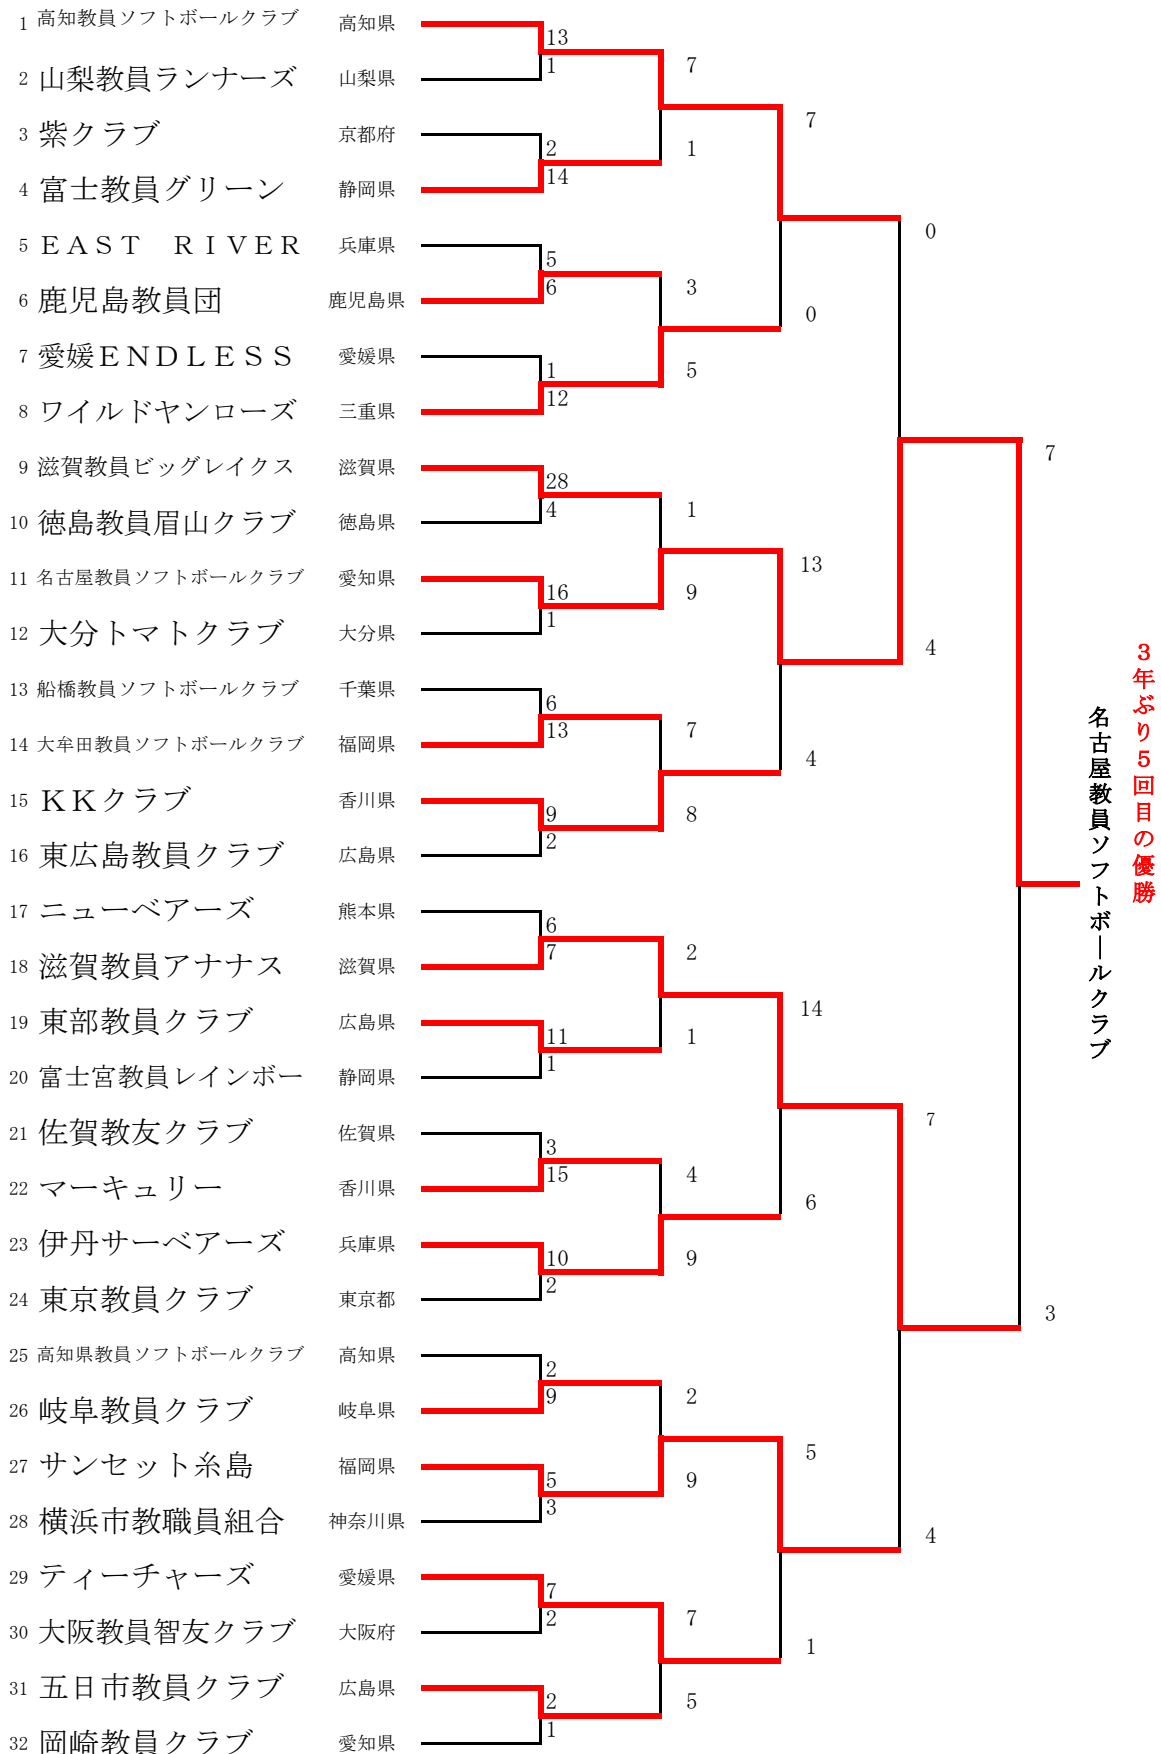 1 高知教員ソフトボールクラブ 高知県
13
1
2 山梨教員ランナーズ 山梨県
7
3 紫クラブ 京都府
2
14
1
4 富士教員グリーン 静岡県
7
5 ＥＡＳＴ　ＲＩＶＥＲ 兵庫県
5
6
6 鹿児島教員団 鹿児島県
3
0
7 愛媛ＥＮＤＬＥＳＳ 愛媛県
1
12
5
8 ワイルドヤンローズ 三重県
0
9 滋賀教員ビッグレイクス 滋賀県
28
4
10 徳島教員眉山クラブ 徳島県
1
13
11 名古屋教員ソフトボールクラブ 愛知県
16
1
9
12 大分トマトクラブ 大分県
4
13 船橋教員ソフトボールクラブ 千葉県
6
13
14 大牟田教員ソフトボールクラブ 福岡県
7
4
15 ＫＫクラブ 香川県
9
2
8
16 東広島教員クラブ 広島県
7
17 ニューベアーズ 熊本県
6
7
18 滋賀教員アナナス 滋賀県
2
14
19 東部教員クラブ 広島県
11
1
1
20 富士宮教員レインボー 静岡県
7
21 佐賀教友クラブ 佐賀県
3
15
22 マーキュリー 香川県
4
6
23 伊丹サーベアーズ 兵庫県
10
2
9
24 東京教員クラブ 東京都
3
25 高知県教員ソフトボールクラブ 高知県
2
9
26 岐阜教員クラブ 岐阜県
2
5
27 サンセット糸島 福岡県
5
3
9
28 横浜市教職員組合 神奈川県
4
29 ティーチャーズ 愛媛県
7
2
30 大阪教員智友クラブ 大阪府
7
1
31 五日市教員クラブ 広島県
2
1
5
32 岡崎教員クラブ 愛知県
３年ぶり５回目の優勝
名古屋教員ソフトボールクラブ